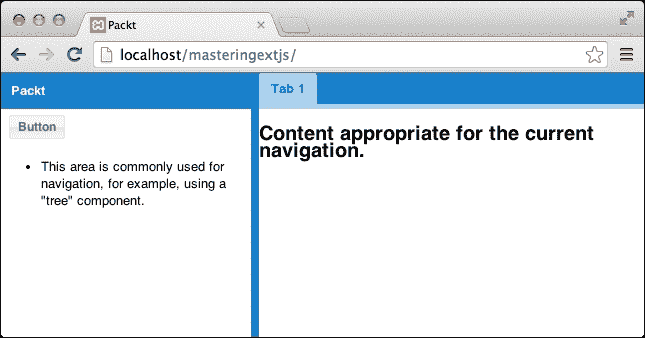 Packt
localhost/masteringextjs/
Packt
Tab 1
Button
This area is commonly used for
navigation, for example, using a
"tree" component.
Content appropriate for the current
navigation.